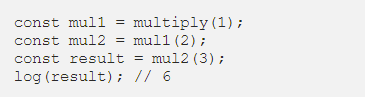 const mul1 = multiply(1);
const mul2 = mul1(2);
const result = mul2(3);
log(result); // 6